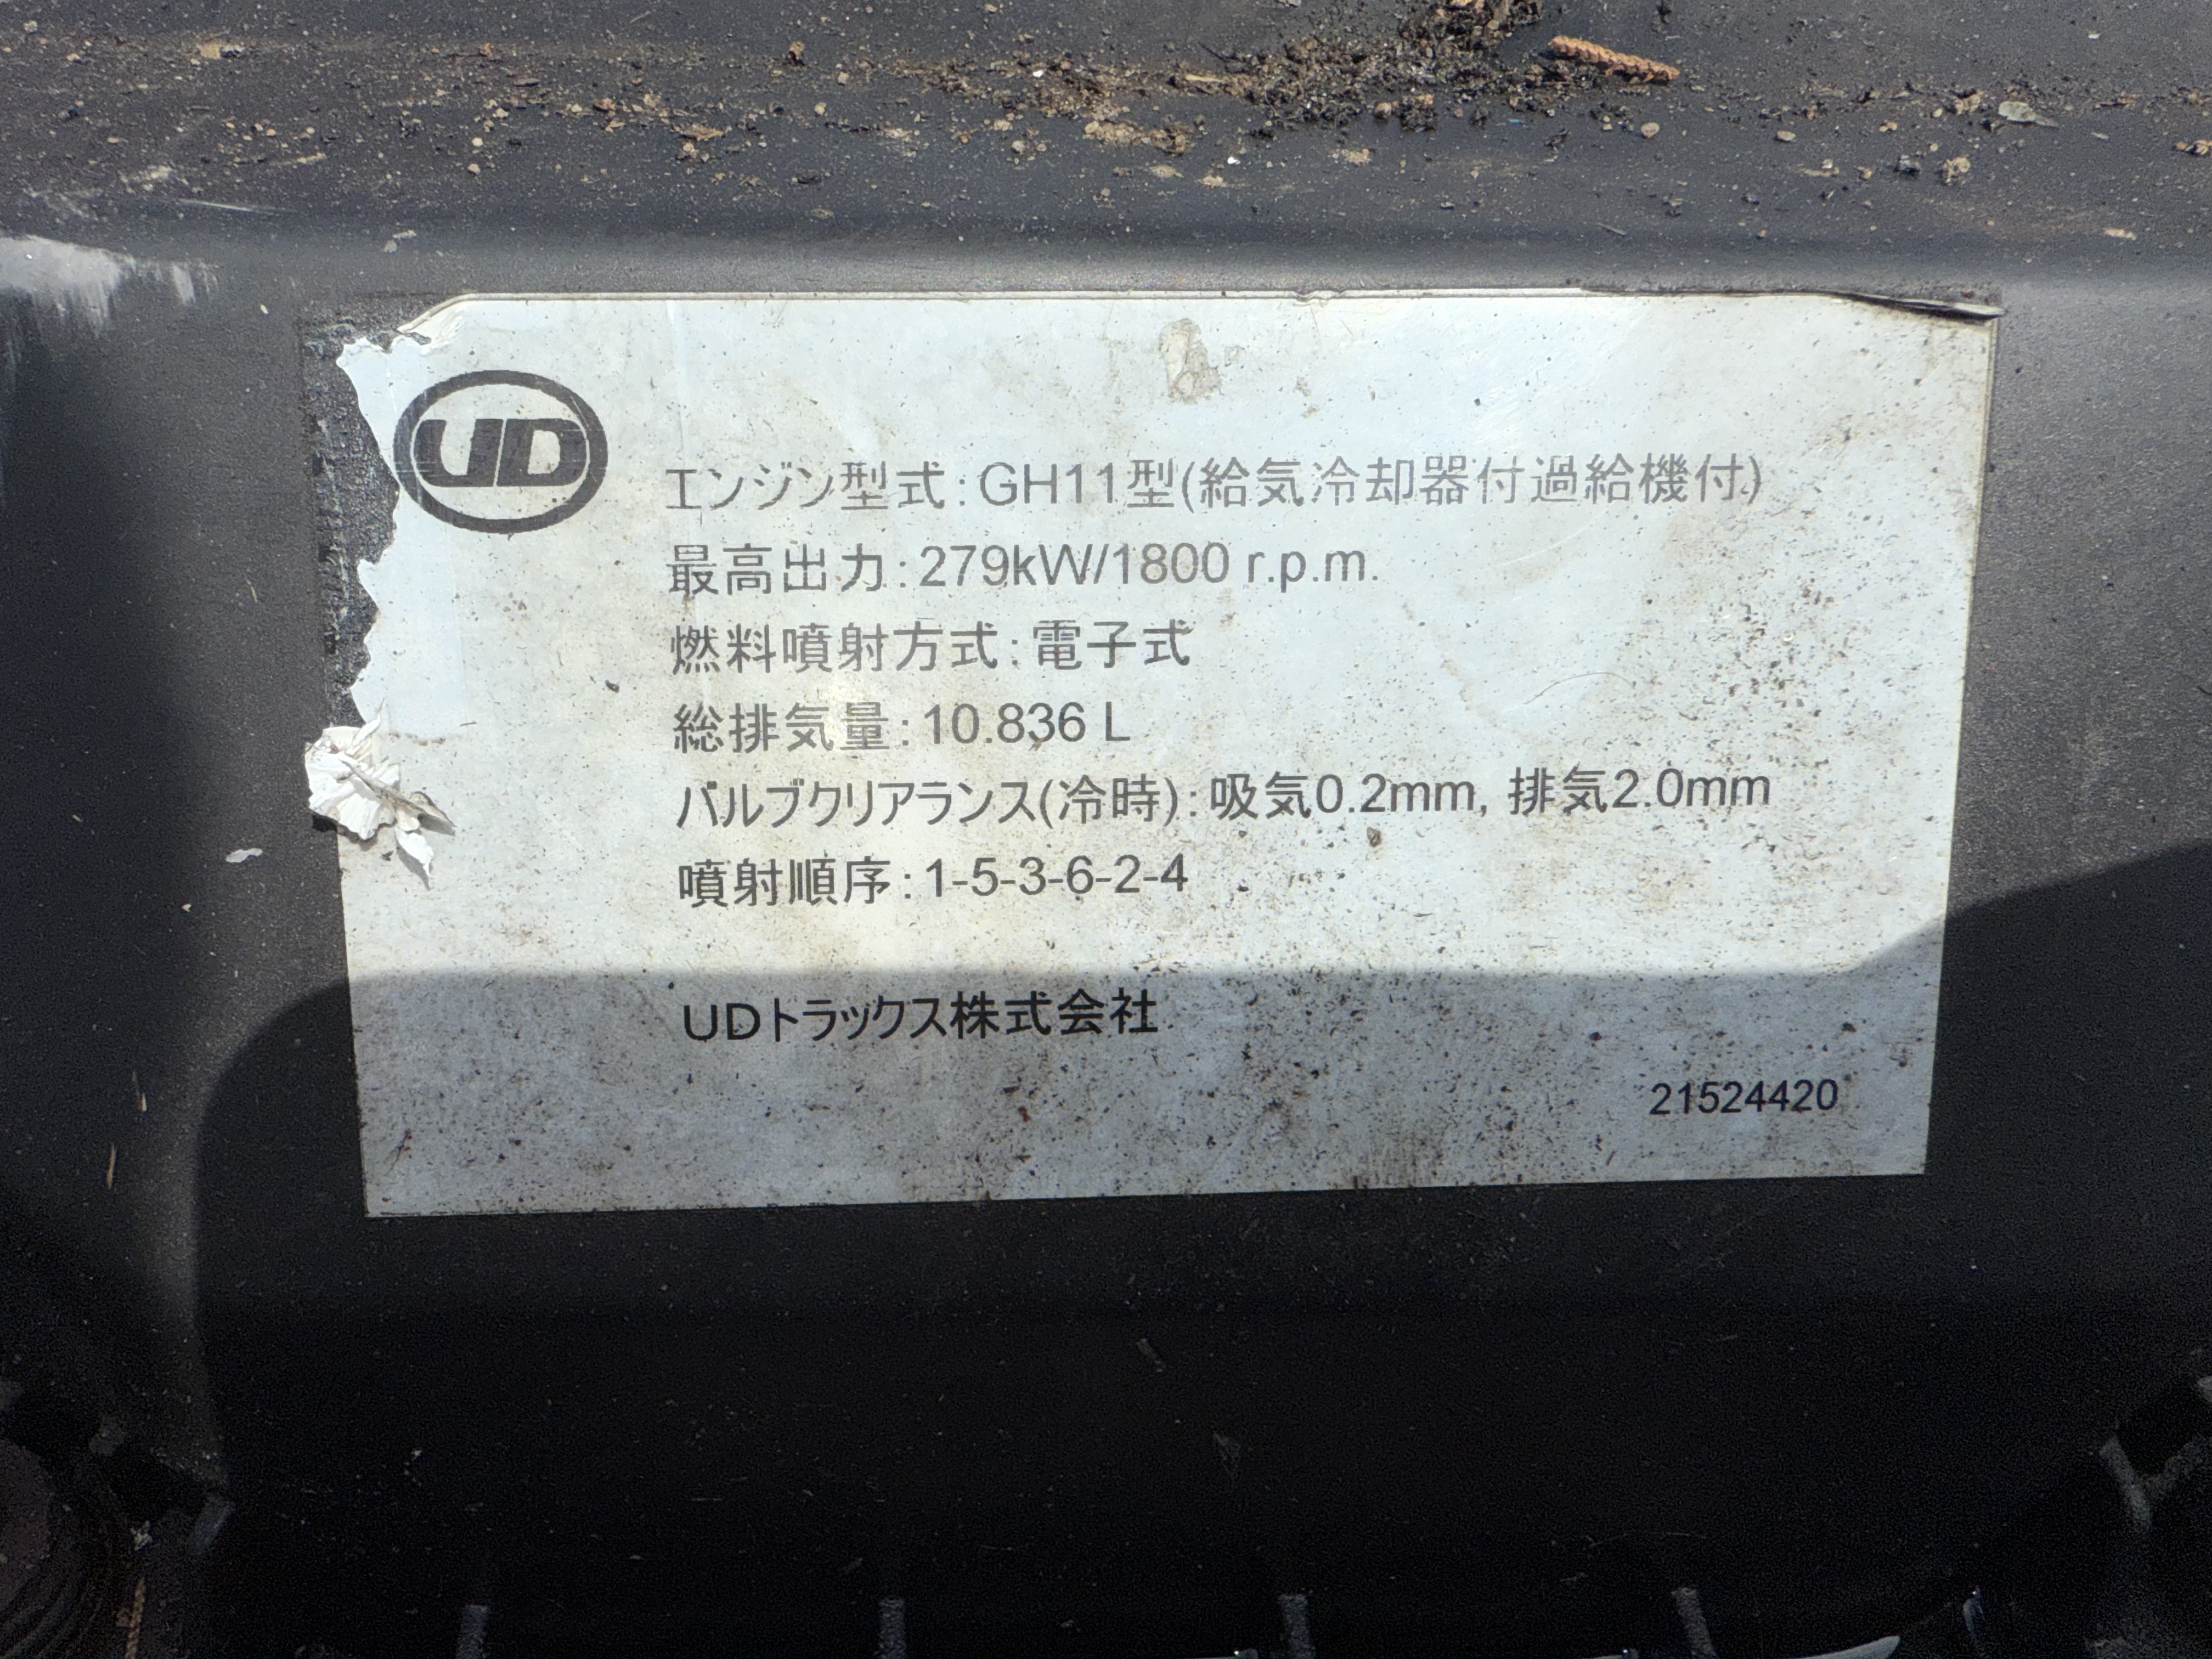 UD
エンジン型式:GH11型(給気冷却器付過給機付)
最高出力:279kW/1800 r.p.m.
燃料噴射方式:電子式
総排気量:10.836 L
バルブクリアランス(冷時):吸気0.2mm, 排気2.0mm
噴射順序:1-5-3-6-2-4
UDトラックス株式会社
21524420